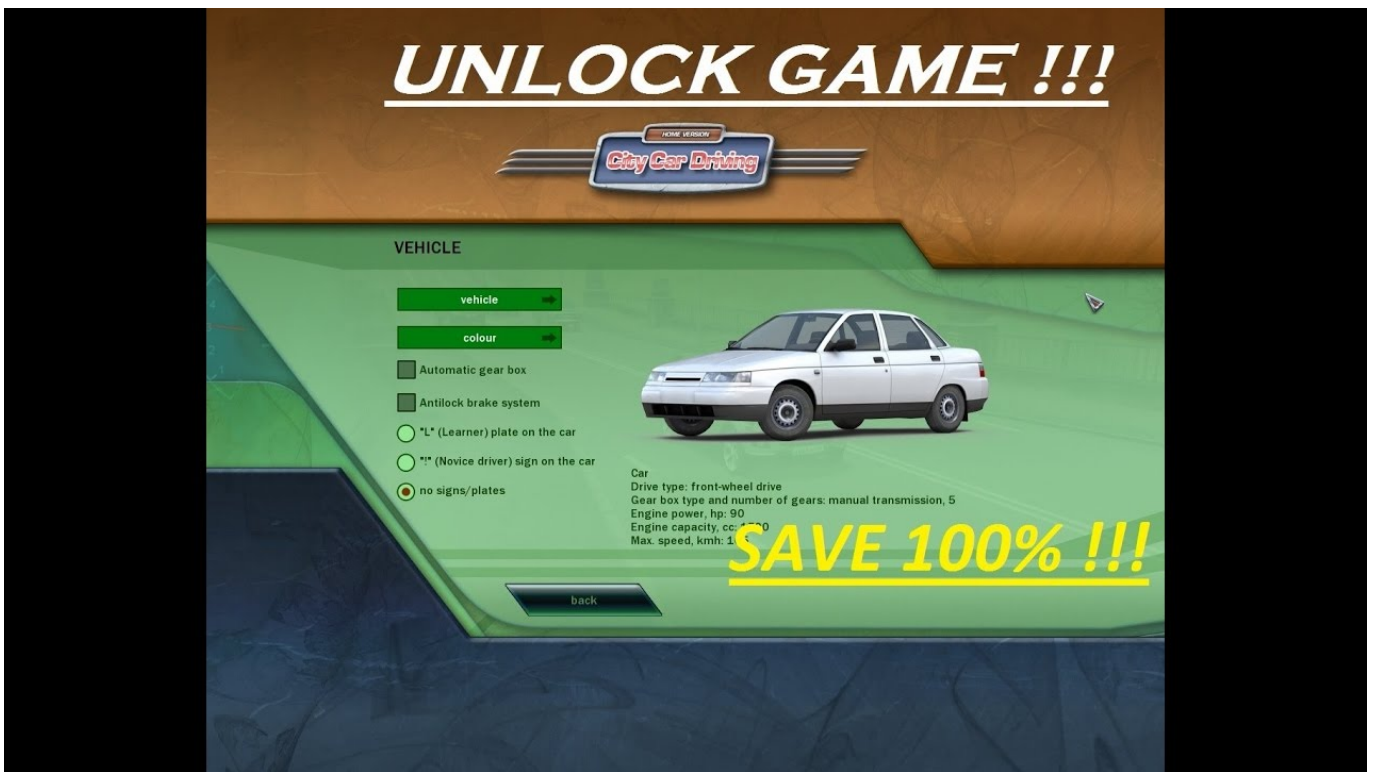 UNLOCK GAME !!!
HOME VERSION
City Car Driving
VEHICLE
vehicle
colour
Automatic gear box
Antilock brake system
"L" (Learner) plate on the car
"!" (Novice driver) sign on the car
no signs/plates
Car
Drive type: front-wheel drive
Gear box type and number of gears: manual transmission, 5
Engine power, hp: 90
Engine capacity, cc:
Max. speed, kmh:
SAVE 100% !!!
back